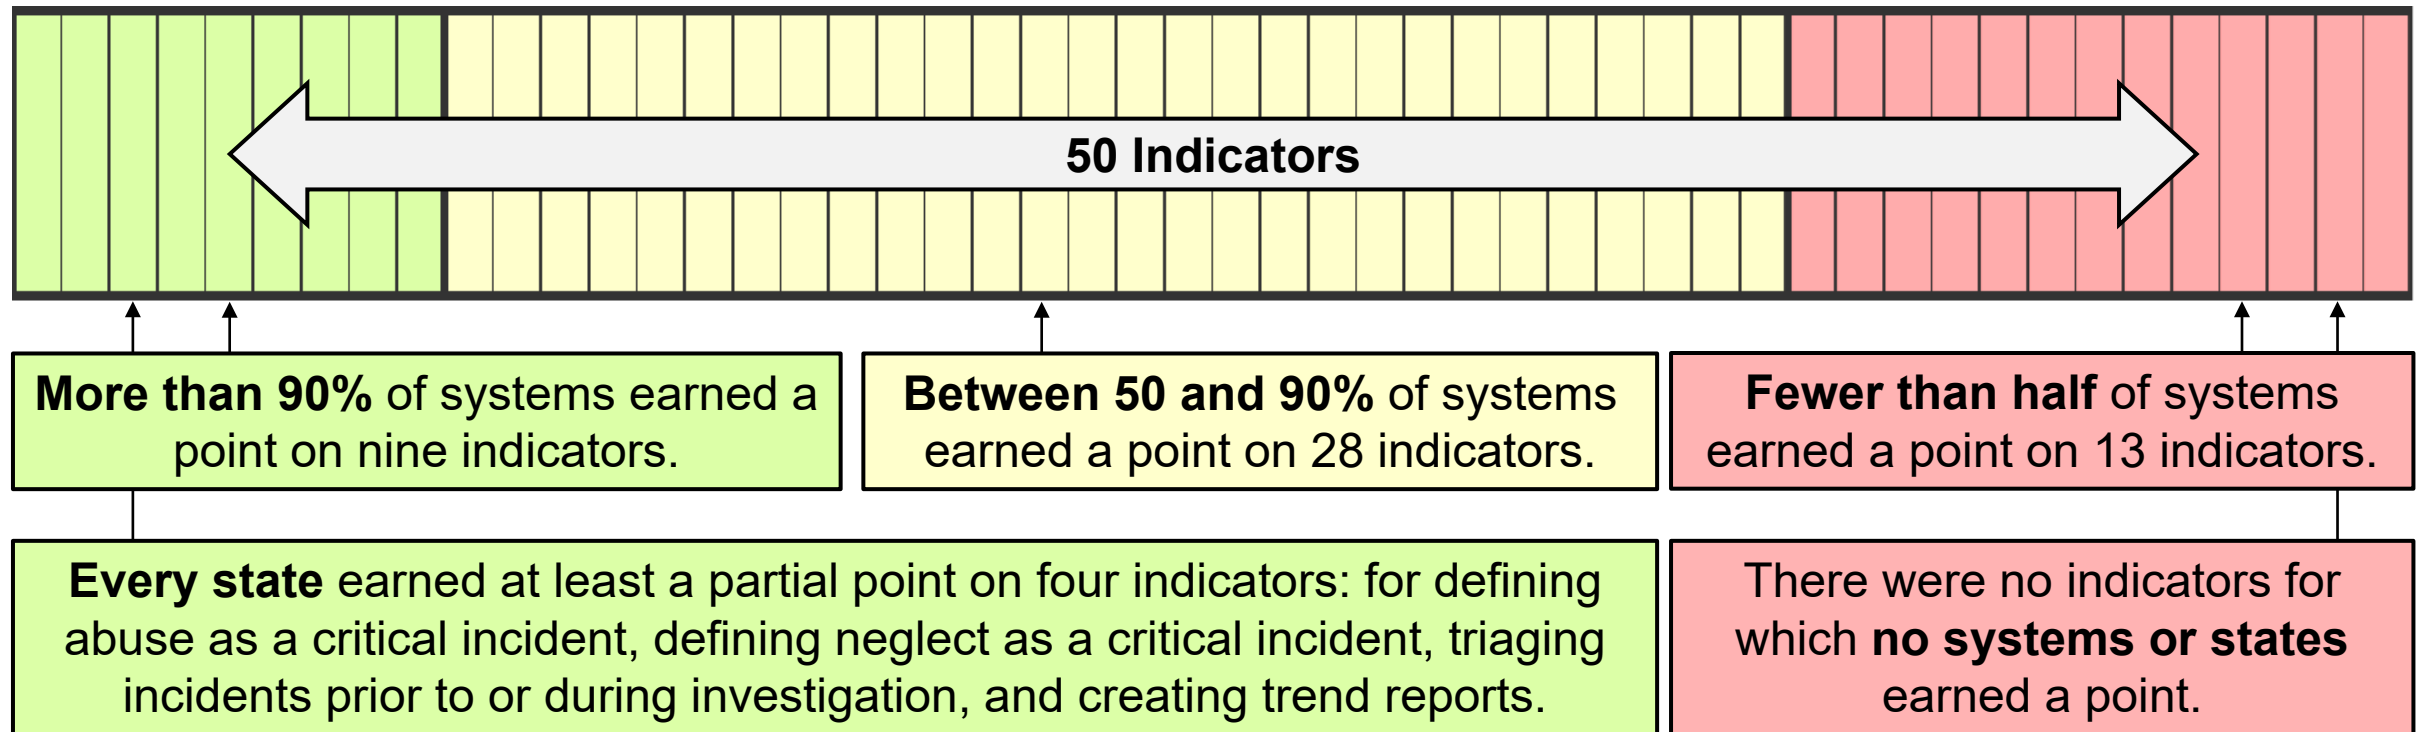 50 Indicators
More than 90% of systems earned a
point on nine indicators.
Between 50 and 90% of systems
earned a point on 28 indicators.
Fewer than half of systems
earned a point on 13 indicators.
Every state earned at least a partial point on four indicators: for defining
abuse as a critical incident, defining neglect as a critical incident, triaging
incidents prior to or during investigation, and creating trend reports.
There were no indicators for
which no systems or states
earned a point.